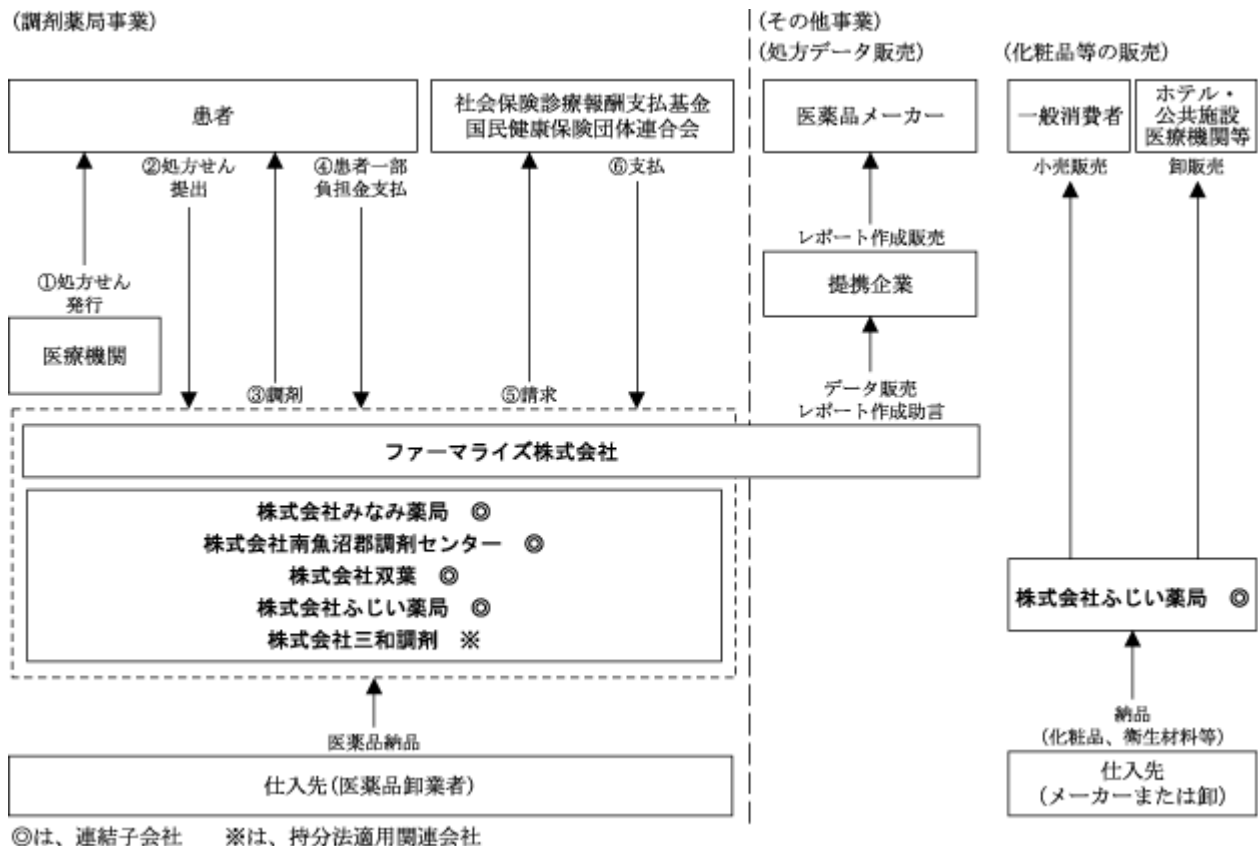 (調剤薬局事業)
患者
社会保険診療報酬支払基金
国民健康保険団体連合会
②処方せん
提出
④患者一部
負担金支払
⑥支払
①処方せん
発行
医療機関
③調剤
⑤請求
ファーマライズ株式会社
株式会社みなみ薬局 ◎
株式会社南魚沼郡調剤センター ◎
株式会社双葉 ◎
株式会社ふじい薬局 ◎
株式会社三和調剤 ※
医薬品納品
仕入先(医薬品卸業者)
(その他事業)
(処方データ販売)
医薬品メーカー
レポート作成販売
提携企業
データ販売
レポート作成助言
(化粧品等の販売)
一般消費者
ホテル・
公共施設
医療機関等
小売販売
卸販売
株式会社ふじい薬局 ◎
納品
(化粧品、衛生材料等)
仕入先
(メーカーまたは卸)
◎は、連結子会社 ※は、持分法適用関連会社